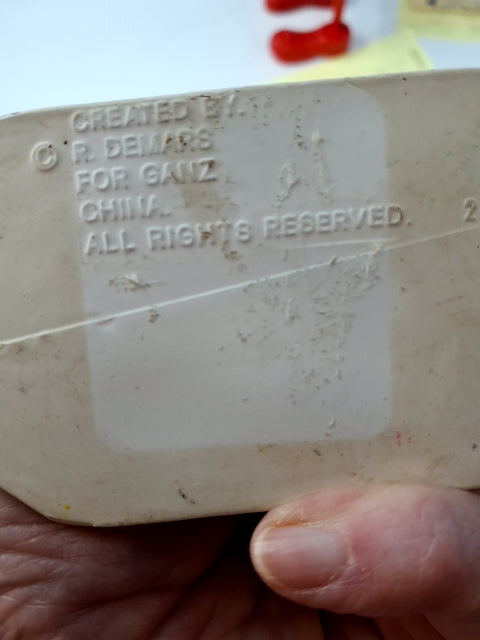 CREATED BY.
© R. DEMARS
FOR GANZ
CHINA.
ALL RIGHTS RESERVED. 2